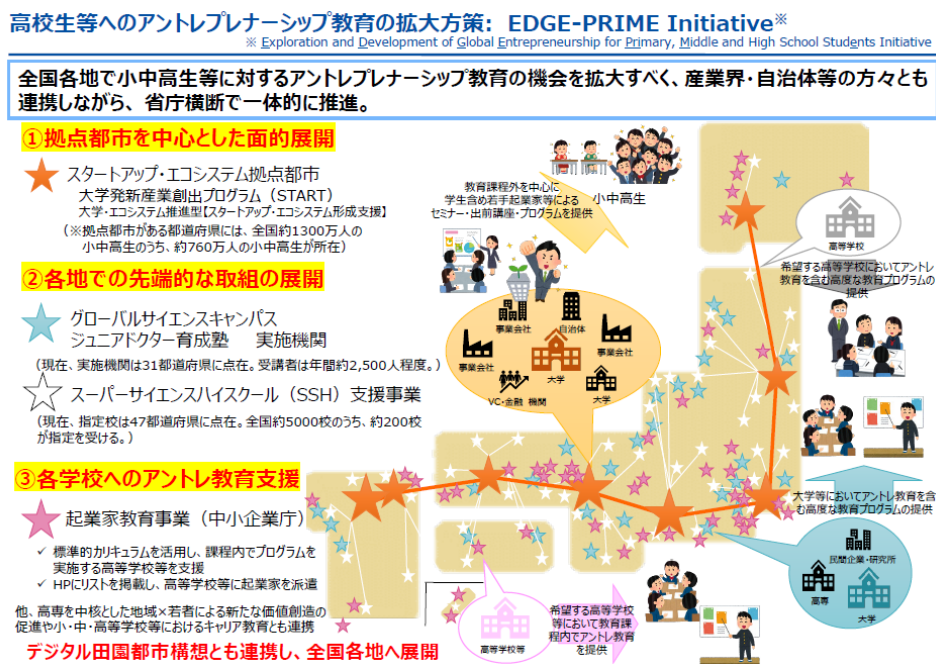 高校生等へのアントレプレナーシップ教育の拡大方策: EDGE-PRIME Initiative※
※ Exploration and Development of Global Entrepreneurship for Primary, Middle and High School Students Initiative
全国各地で小中高生等に対するアントレプレナーシップ教育の機会を拡大すべく、産業界・自治体等の方々とも
連携しながら、省庁横断で一体的に推進。
①拠点都市を中心とした面的展開
スタートアップ・エコシステム拠点都市
大学発新産業創出プログラム（START）
大学・エコシステム推進型【スタートアップ・エコシステム形成支援】
（※拠点都市がある都道府県には、全国約1300万人の
小中高生のうち、約760万人の小中高生が所在）
②各地での先端的な取組の展開
グローバルサイエンスキャンパス
ジュニアドクター育成塾　実施機関
（現在、実施機関は31都道府県に点在。受講者は年間約2,500人程度。）
スーパーサイエンスハイスクール（SSH）支援事業
（現在、指定校は47都道府県に点在。全国約5000校のうち、約200校
が指定を受ける。）
③各学校へのアントレ教育支援
起業家教育事業（中小企業庁）
✓ 標準的カリキュラムを活用し、課程内でプログラムを
実施する高等学校等を支援
✓ HPにリストを掲載し、高等学校等に起業家を派遣
他、高専を中核とした地域×若者による新たな価値創造の
促進や小・中・高等学校等におけるキャリア教育とも連携
デジタル田園都市構想とも連携し、全国各地へ展開
教育課程外を中心に
学生含め若手起業家等による
セミナー・出前講座・プログラムを提供
小中高生
事業会社
自治体
事業会社
大学
事業会社
VC・金融 機関
大学
高等学校
希望する高等学校においてアントレ
教育を含む高度な教育プログラムの
提供
大学等においてアントレ教育を含
む高度な教育プログラムの提供
民間企業・研究所
高専
大学
高等学校等
希望する高等学校
等において教育課
程内でアントレ教育
を提供